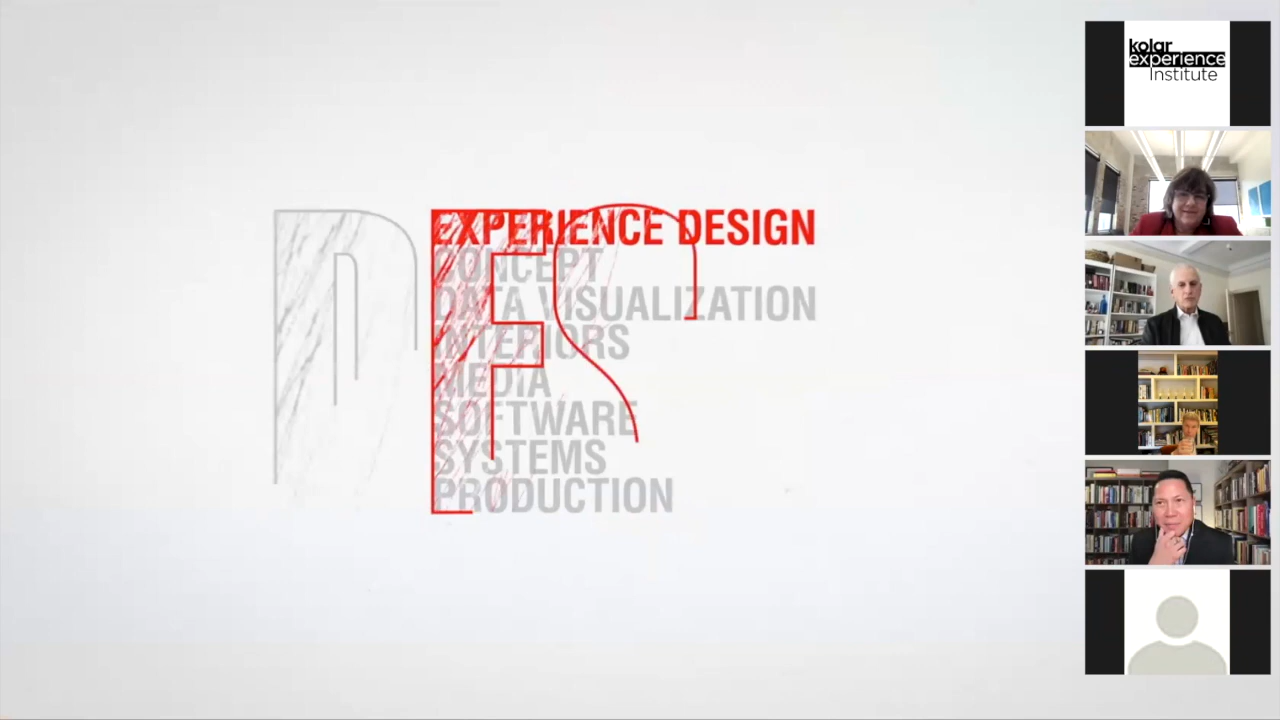 EXPERIENCE DESIGN
CONCEPT
DATA VISUALIZATION
INTERIORS
MEDIA
SOFTWARE
SYSTEMS
PRODUCTION
kolar
experience
Institute